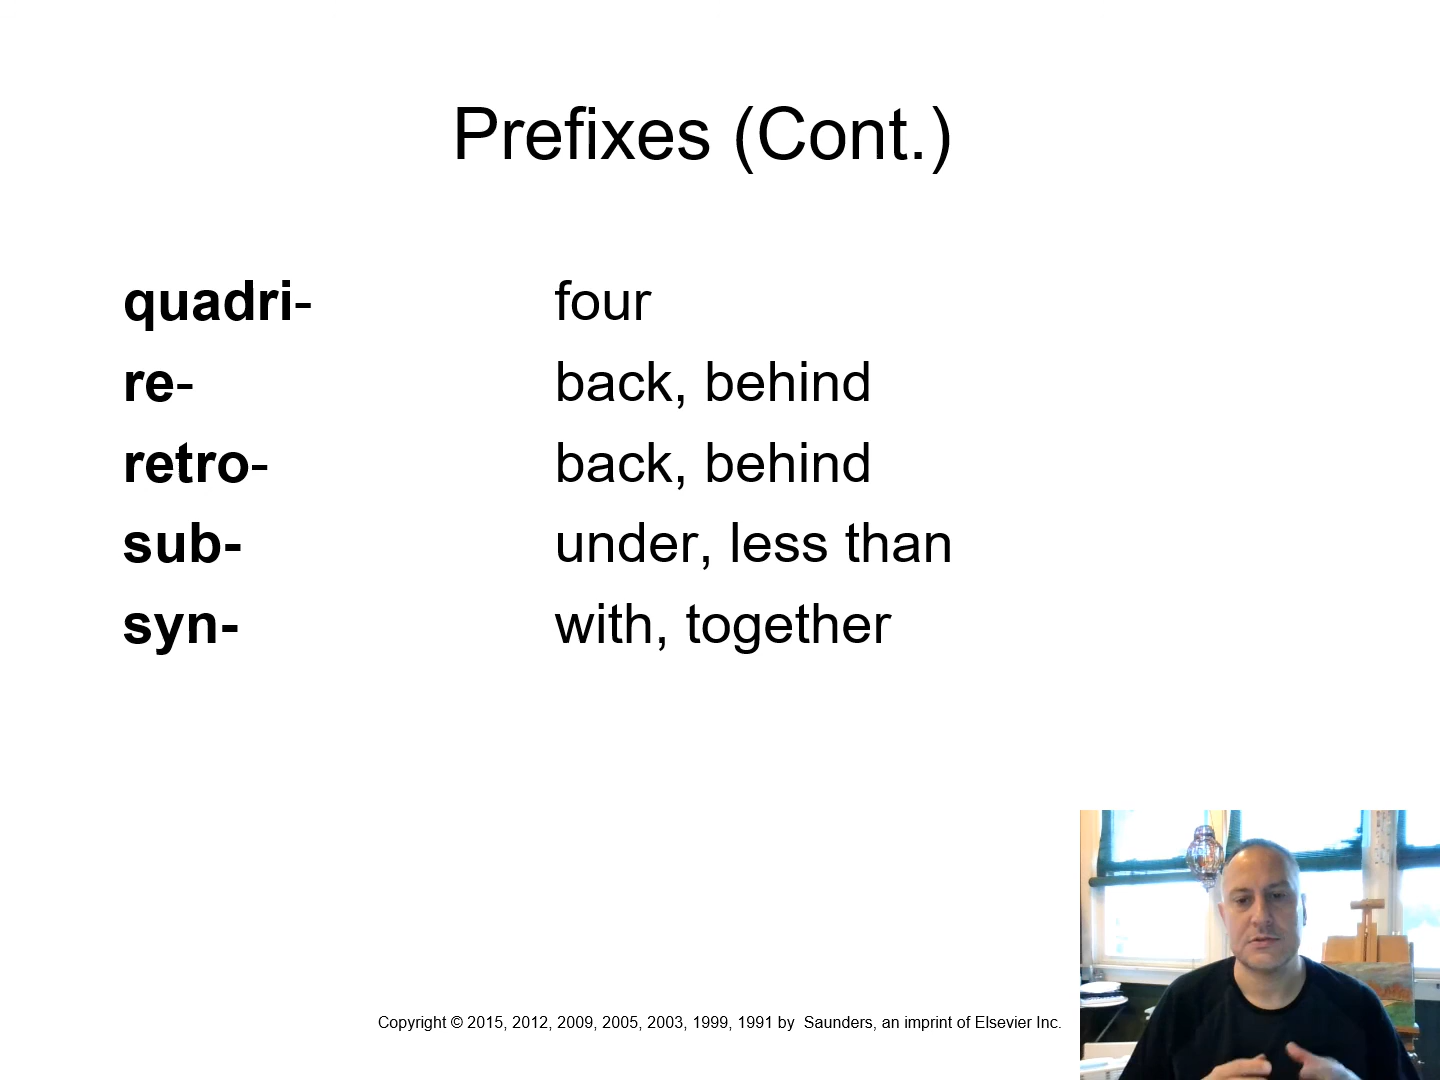 Prefixes (Cont.)
quadri- four
re- back, behind
retro- back, behind
sub- under, less than
syn- with, together
Copyright © 2015, 2012, 2009, 2005, 2003, 1999, 1991 by Saunders, an imprint of Elsevier Inc.